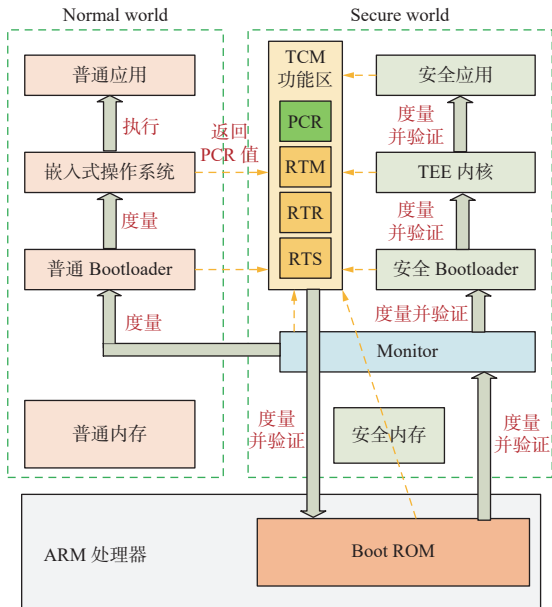 Normal world
Secure world
普通应用
TCM
功能区
安全应用
执行
度量
并验证
PCR
返回
PCR 值
嵌入式操作系统
RTM
TEE 内核
度量
RTR
度量
并验证
普通 Bootloader
RTS
安全 Bootloader
度量
度量并验证
Monitor
普通内存
度量
并验证
安全内存
度量
并验证
ARM 处理器
Boot ROM